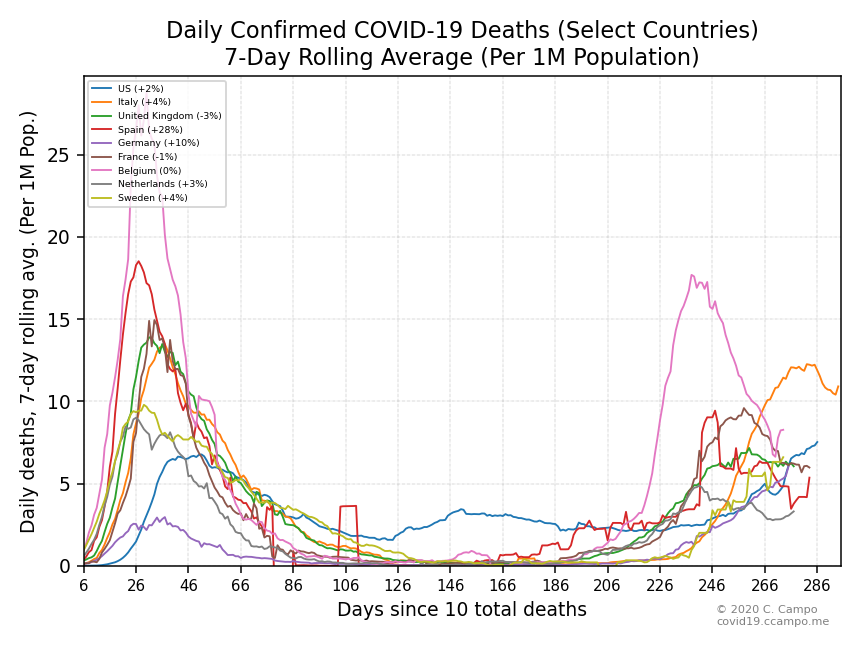 Daily Confirmed COVID-19 Deaths (Select Countries)
7-Day Rolling Average (Per 1M Population)
Daily deaths, 7-day rolling avg. (Per 1M Pop.)
US (+2%)
Italy (+4%)
United Kingdom (-3%)
Spain (+28%)
Germany (+10%)
France (-1%)
Belgium (0%)
Netherlands (+3%)
Sweden (+4%)
25
20
15
10
5
0
6 26 46 66 86 106 126 146 166 186 206 226 246 266 286
Days since 10 total deaths
© 2020 C. Campo
covid19.ccampo.me